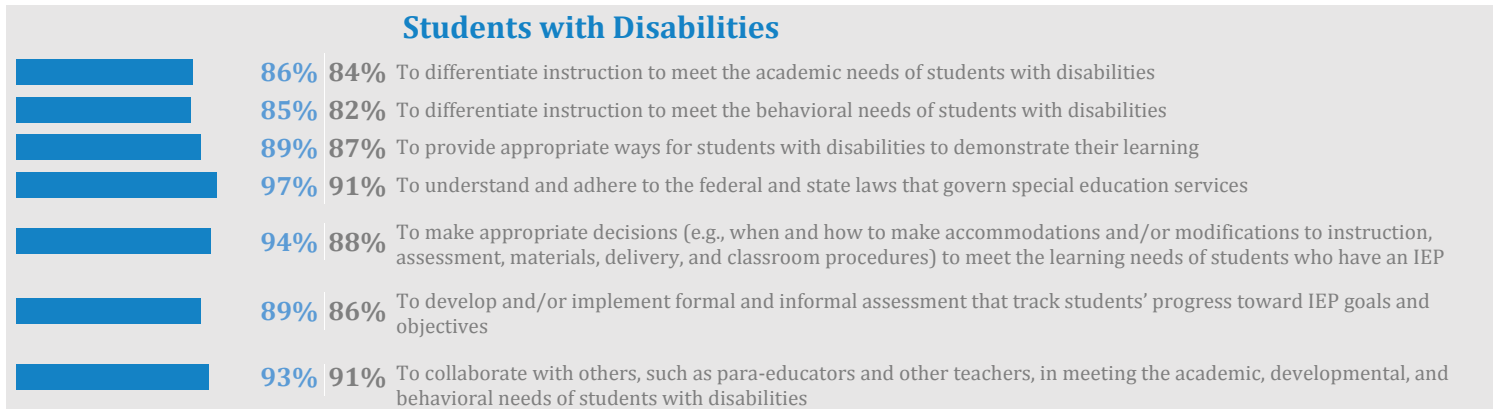 Students with Disabilities
86% 84% To differentiate instruction to meet the academic needs of students with disabilities
85% 82% To differentiate instruction to meet the behavioral needs of students with disabilities
89% 87% To provide appropriate ways for students with disabilities to demonstrate their learning
97% 91% To understand and adhere to the federal and state laws that govern special education services
94% 88% To make appropriate decisions (e.g., when and how to make accommodations and/or modifications to instruction,
assessment, materials, delivery, and classroom procedures) to meet the learning needs of students who have an IEP
89% 86% To develop and/or implement formal and informal assessment that track students’ progress toward IEP goals and
objectives
93% 91% To collaborate with others, such as para-educators and other teachers, in meeting the academic, developmental, and
behavioral needs of students with disabilities